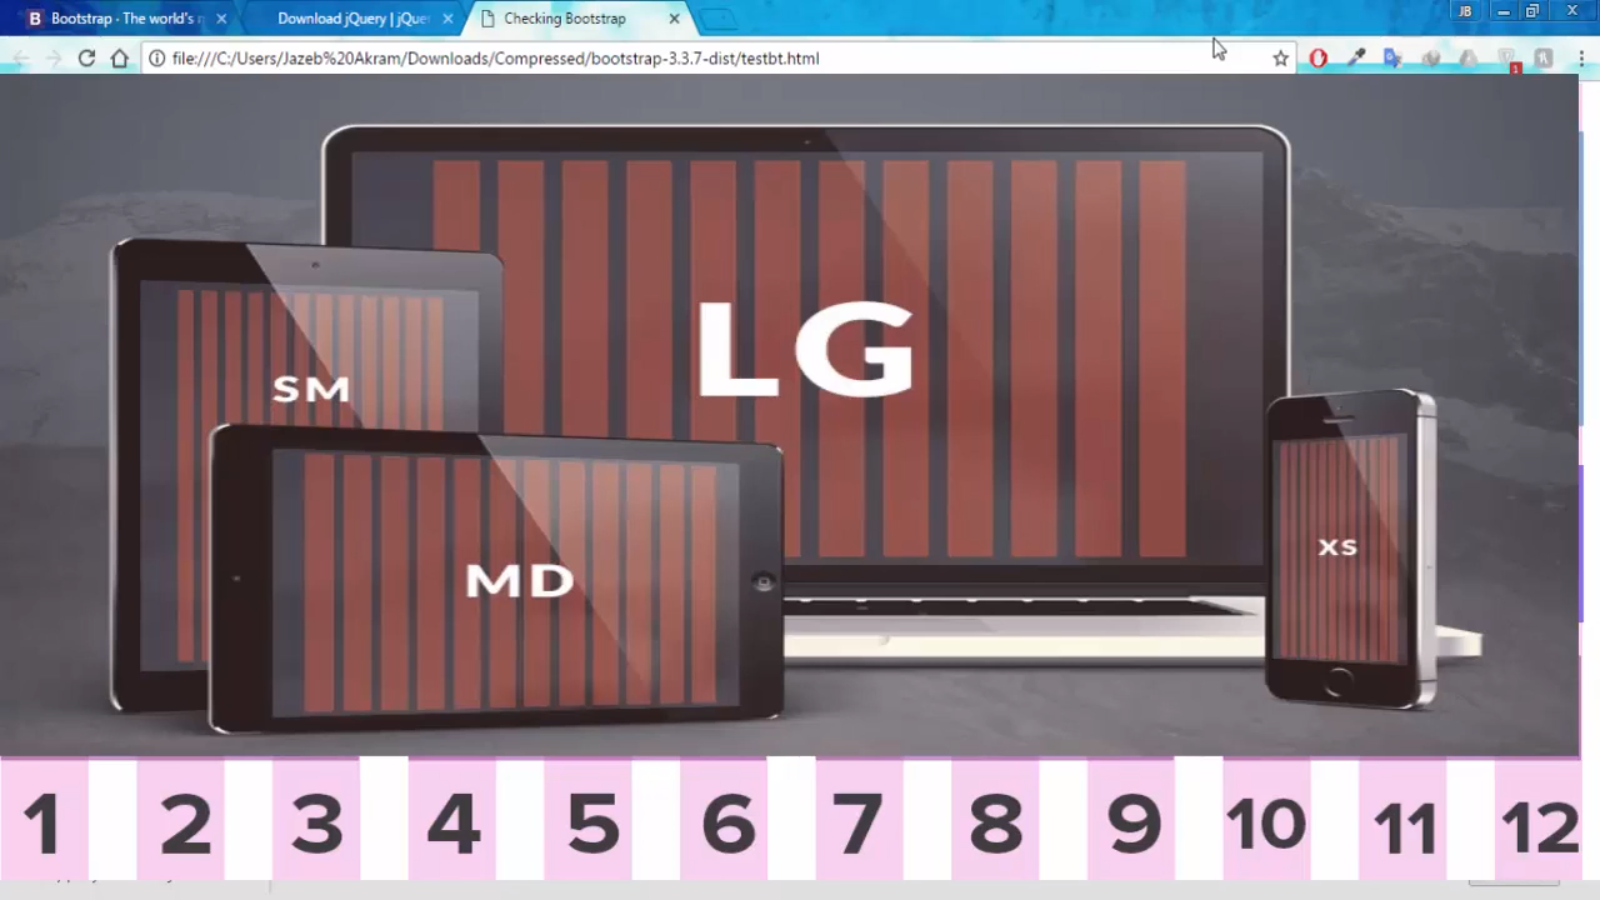 Bootstrap · The world's
Download jQuery | jQue
Checking Bootstrap
JB
file:///C:/Users/Jazeb%20Akram/Downloads/Compressed/bootstrap-3.3.7-dist/testbt.html
1
LG
SM
XS
MD
1 2 3 4 5 6 7 8 9 10 11 12